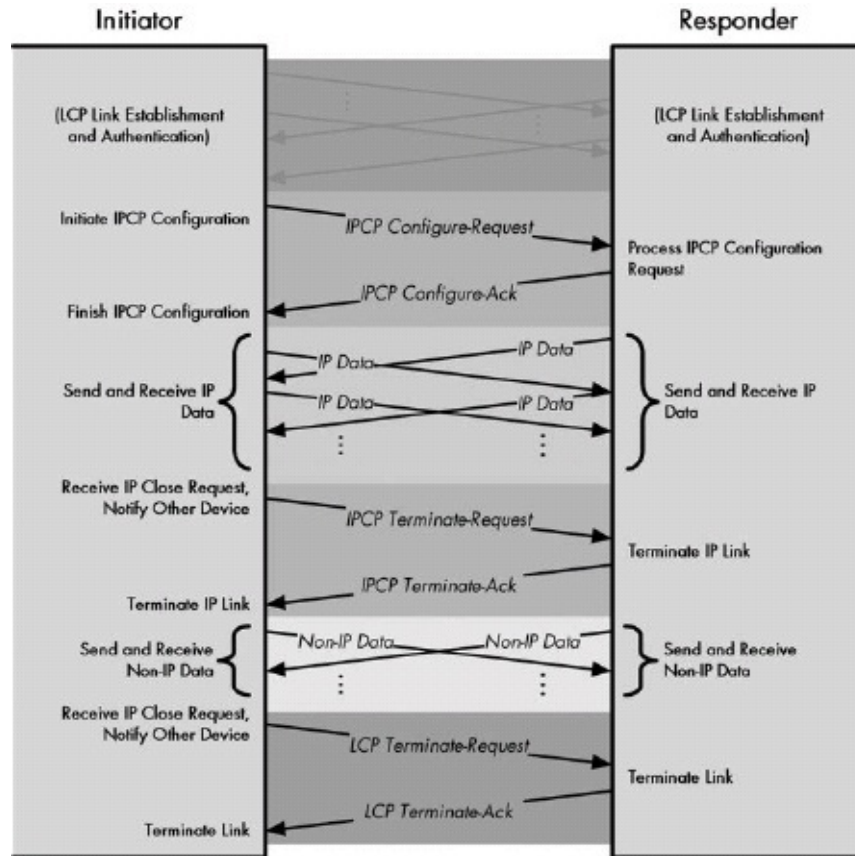 Initiator
Responder
(LCP Link Establishment
and Authentication)
(LCP Link Establishment
and Authentication)
Initiate IPCP Configuration
IPCP Configure-Request
Process IPCP Configuration
Request
IPCP Configure-Ack
Finish IPCP Configuration
IP Data
IP Data
Send and Receive IP
Data
IP Data
IP Data
Send and Receive IP
Data
Receive IP Close Request,
Notify Other Device
IPCP Terminate-Request
Terminate IP Link
IPCP Terminate-Ack
Terminate IP Link
Non-IP Data
Non-IP Data
Send and Receive
Non-IP Data
Send and Receive
Non-IP Data
Receive IP Close Request,
Notify Other Device
LCP Terminate-Request
Terminate Link
LCP Terminate-Ack
Terminate Link